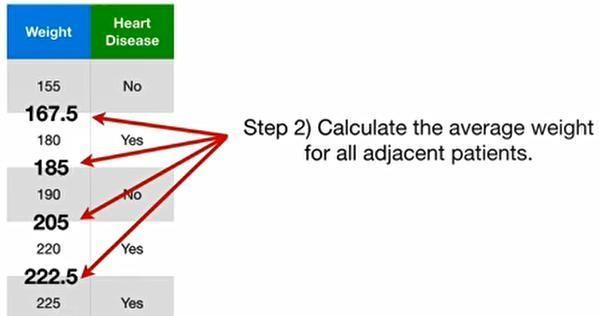 Weight Heart Disease
155 No
167.5
180 Yes
185
190 No
205
220 Yes
222.5
225 Yes
Step 2) Calculate the average weight
for all adjacent patients.